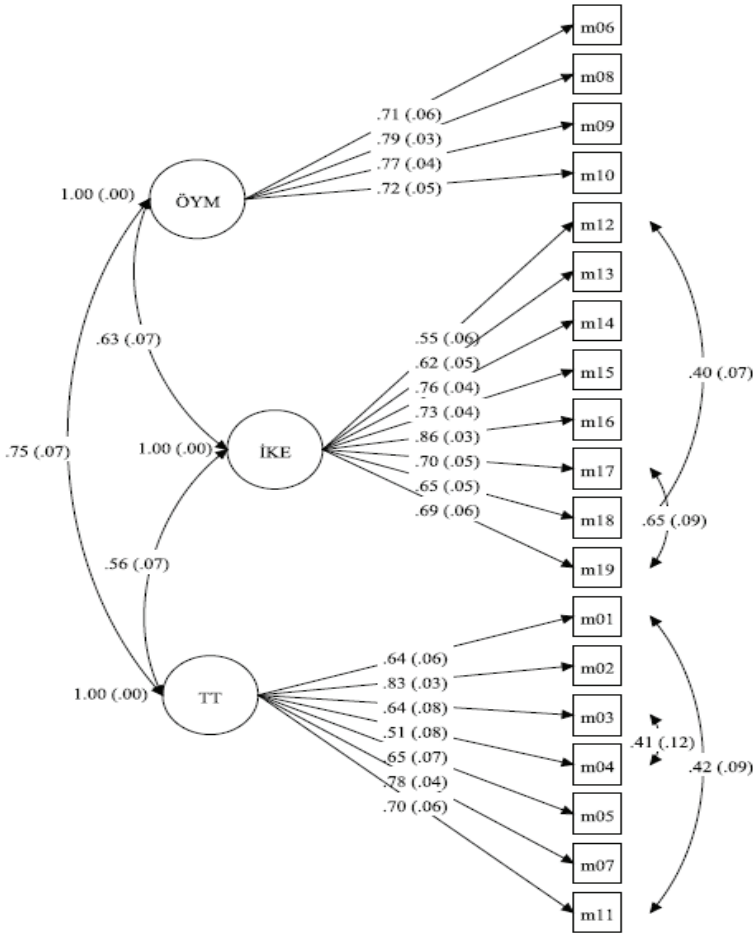 m06
m08
m09
m10
.71 (.06)
.79 (.03)
.77 (.04)
.72 (.05)
1.00 (.00)
ÖYM
m12
m13
m14
m15
m16
m17
m18
m19
.55 (.06)
.62 (.05)
.76 (.04)
.73 (.04)
.86 (.03)
.70 (.05)
.65 (.05)
.69 (.06)
.63 (.07)
.40 (.07)
.75 (.07)
1.00 (.00)
İKE
.65 (.09)
.56 (.07)
m01
m02
m03
m04
m05
m07
m11
.64 (.06)
.83 (.03)
.64 (.08)
.51 (.08)
.65 (.07)
.78 (.04)
.70 (.06)
1.00 (.00)
TT
.41 (.12)
.42 (.09)